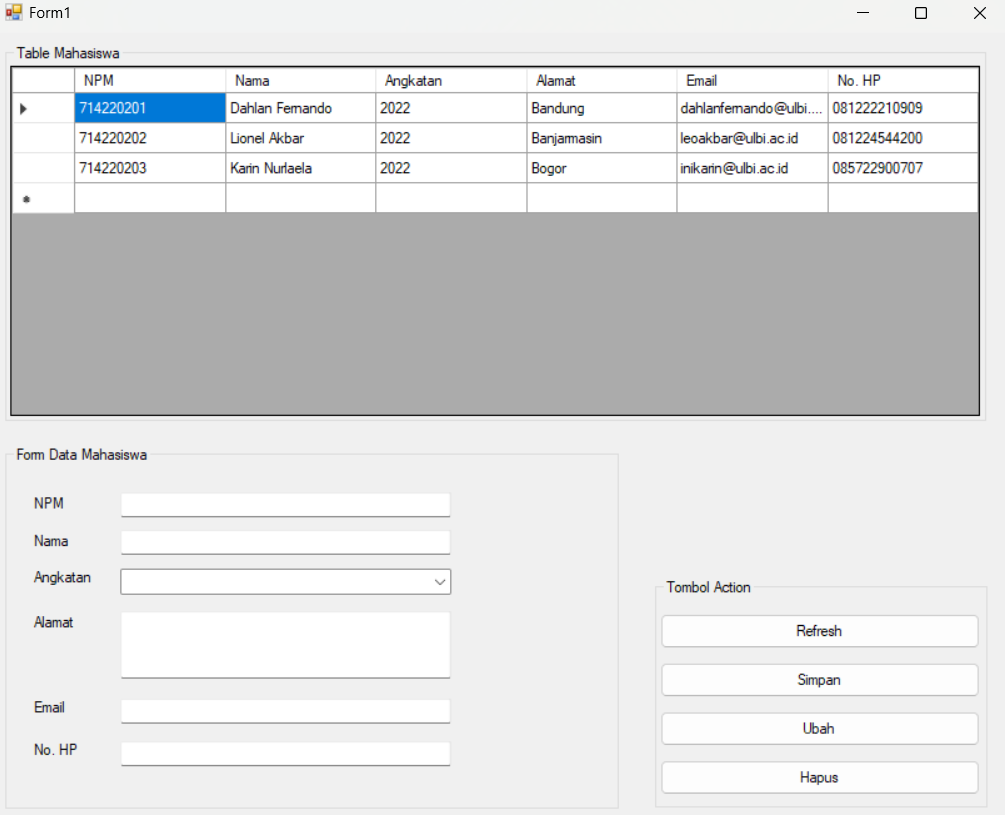 Form1
Table Mahasiswa
NPM Nama Angkatan Alamat Email No. HP
714220201 Dahlan Fernando 2022 Bandung dahlanfernando@ulbi.... 081222210909
714220202 Lionel Akbar 2022 Banjarmasin leoakbar@ulbi.ac.id 081224544200
714220203 Karin Nurlaela 2022 Bogor inikarin@ulbi.ac.id 085722900707
Form Data Mahasiswa
NPM
Nama
Angkatan
Alamat
Email
No. HP
Tombol Action
Refresh
Simpan
Ubah
Hapus